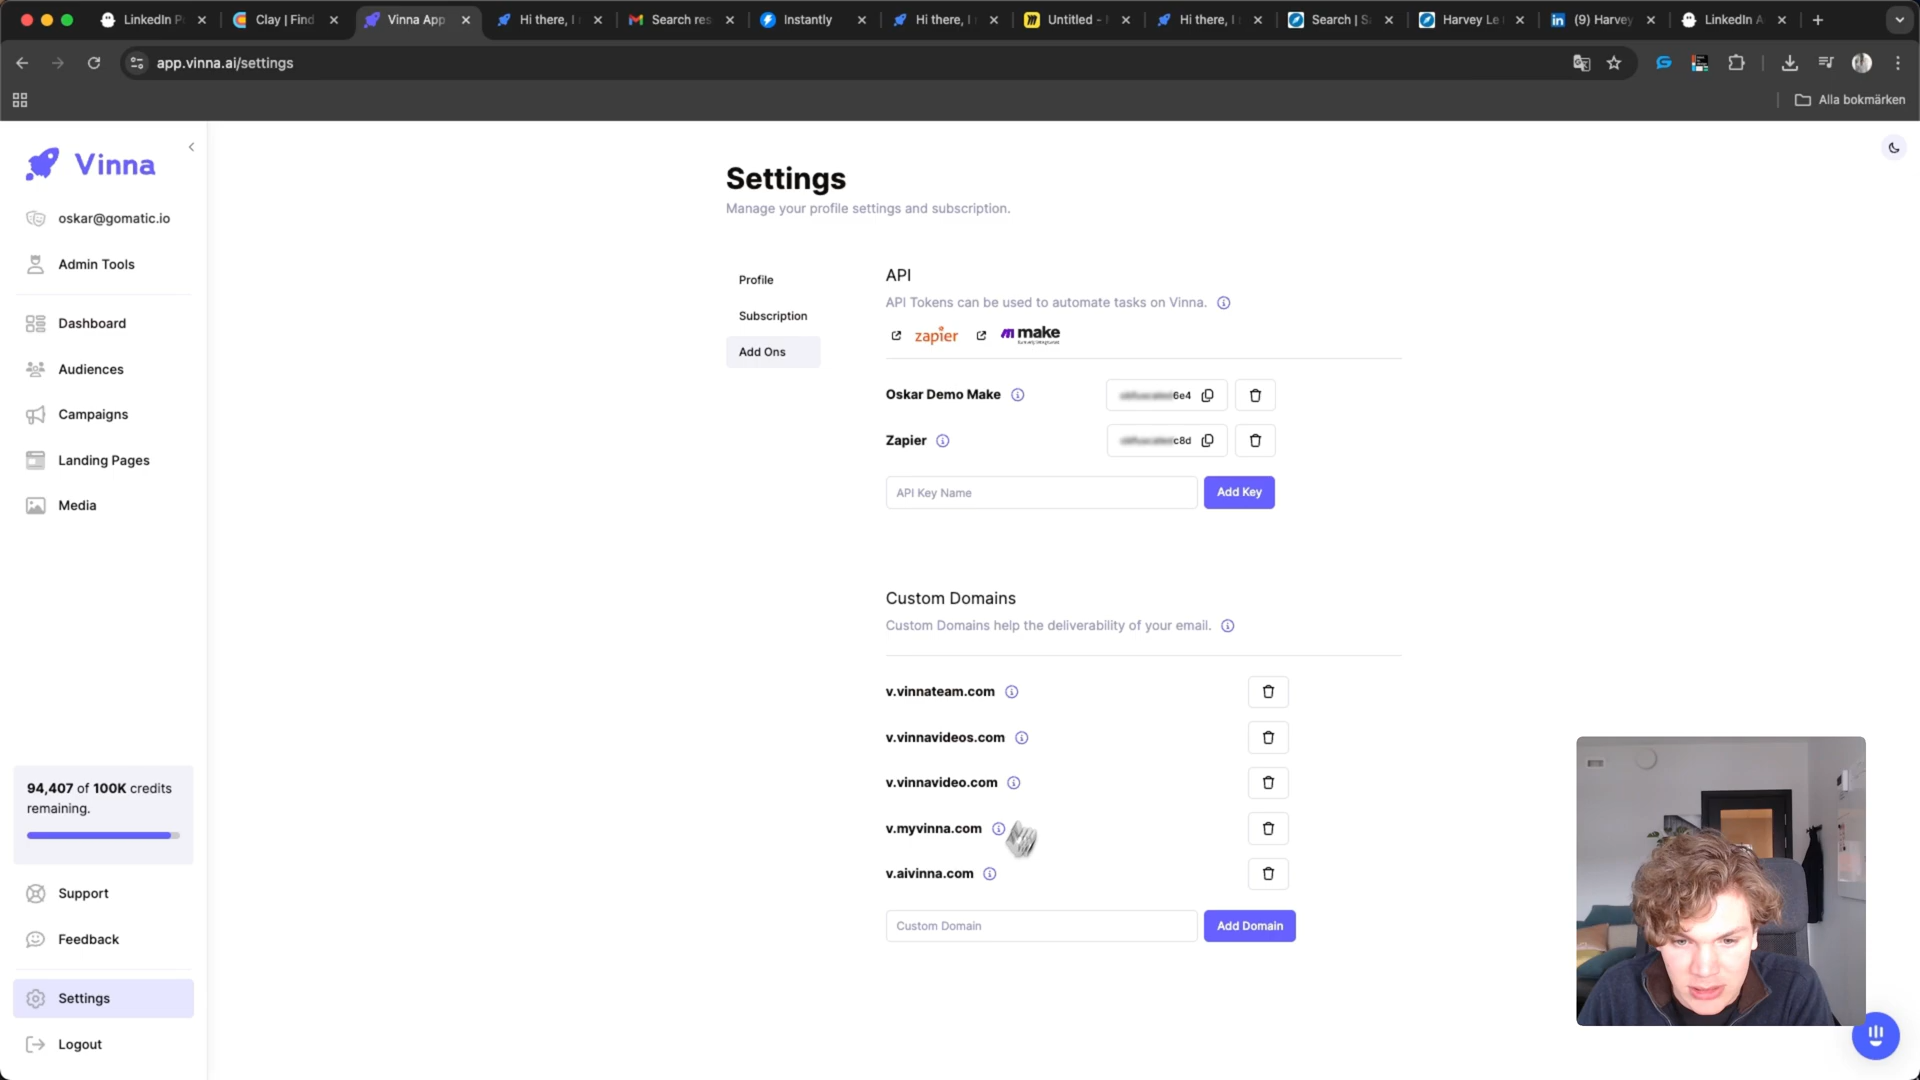 LinkedIn P
Clay | Find
Vinna App
Hi there, I
Search res
Instantly
Hi there, I
Untitled -
Hi there, I
Search | S
Harvey Le
(9) Harvey
LinkedIn A
app.vinna.ai/settings
Alla bokmärken
Vinna
oskar@gomatic.io
Admin Tools
Dashboard
Audiences
Campaigns
Landing Pages
Media
94,407 of 100K credits
remaining.
Support
Feedback
Settings
Logout
Settings
Manage your profile settings and subscription.
Profile
Subscription
Add Ons
API
API Tokens can be used to automate tasks on Vinna.
zapier
make
Oskar Demo Make
6e4
Zapier
c8d
API Key Name
Add Key
Custom Domains
Custom Domains help the deliverability of your email.
v.vinnateam.com
v.vinnavideos.com
v.vinnavideo.com
v.myvinna.com
v.aivinna.com
Custom Domain
Add Domain